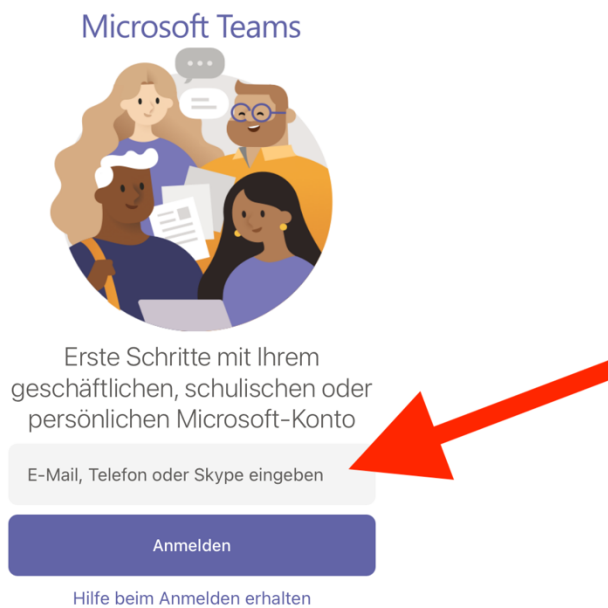 Microsoft Teams
Erste Schritte mit Ihrem
geschäftlichen, schulischen oder
persönlichen Microsoft-Konto
E-Mail, Telefon oder Skype eingeben
Anmelden
Hilfe beim Anmelden erhalten